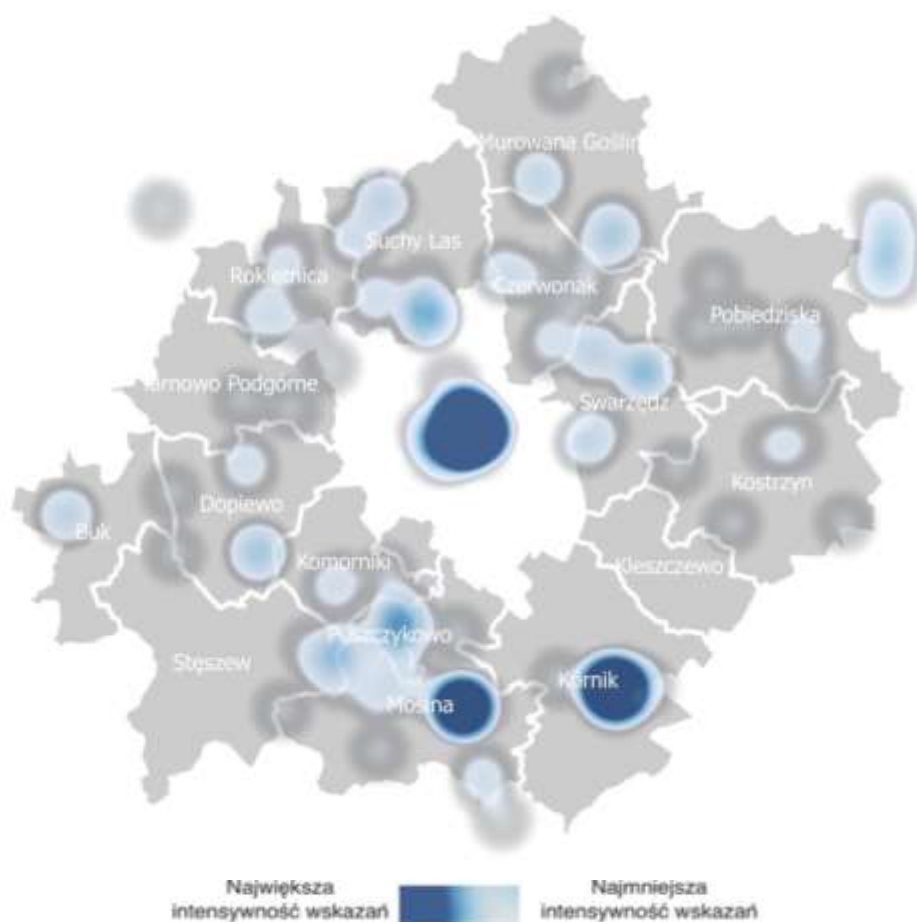 Murowana Goślin
Suchy Las
Rokietnica
Czerwonak
Pobiedziska
Tarnowo Podgórne
Swarzędz
Kostrzyn
Dopiewo
Buk
Komorniki
Kleszczewo
Puszczykowo
Stęszew
Kórnik
Mosina
Największa
intensywność wskazań
Najmniejsza
intensywność wskazań